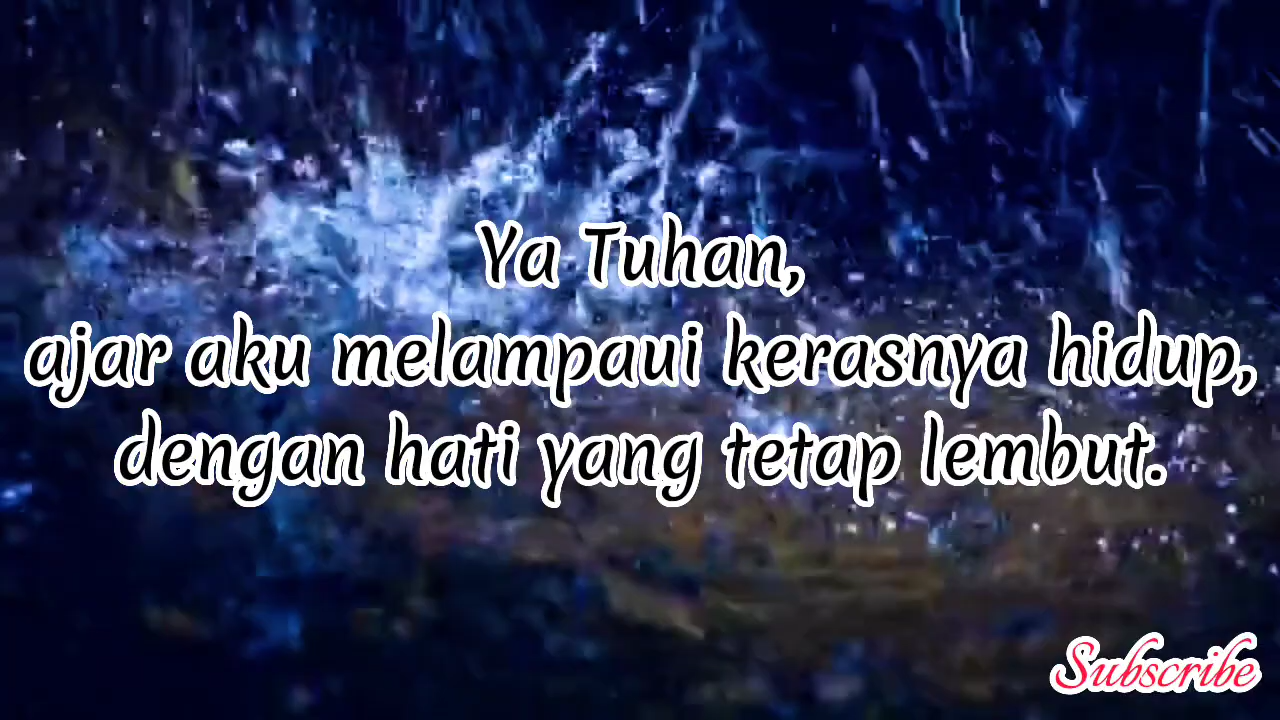 Ya Tuhan,
ajar aku melampaui kerasnya hidup,
dengan hati yang tetap lembut.
Subscribe